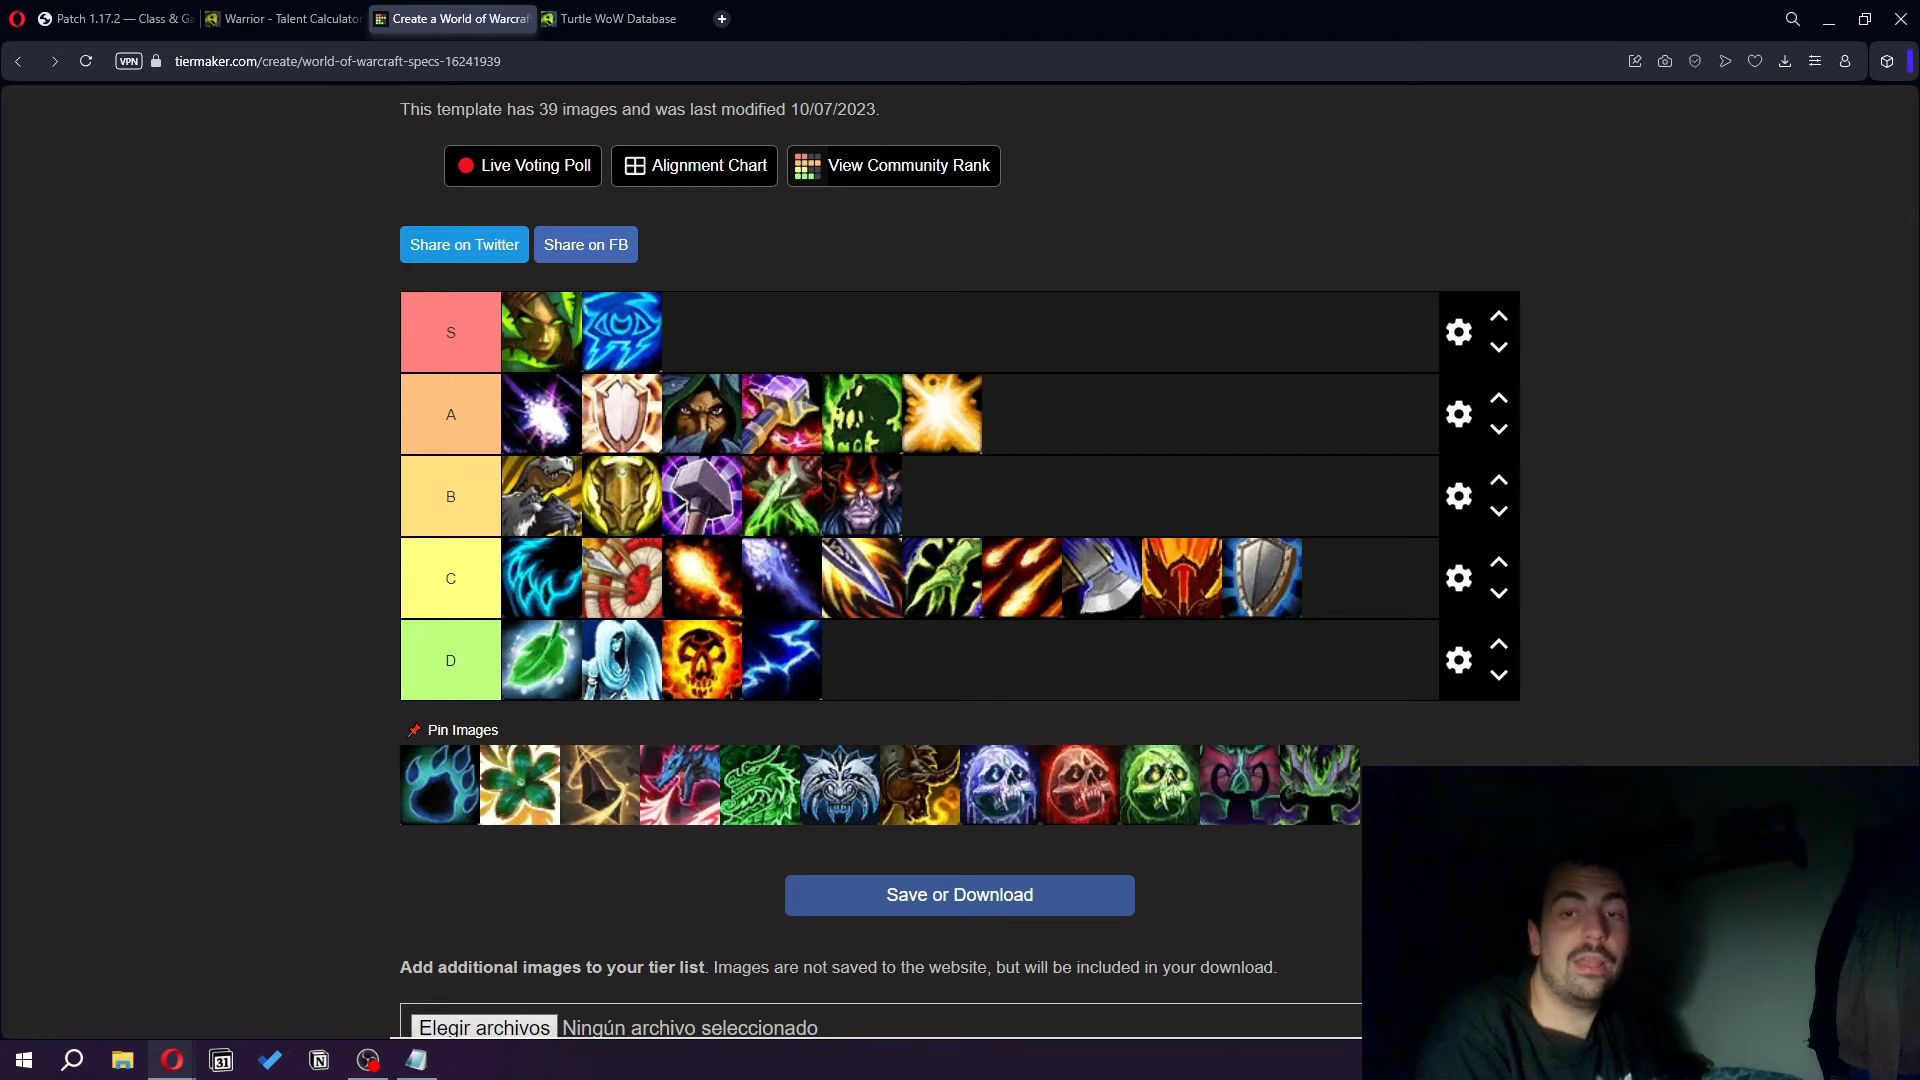 Patch 1.17.2 — Class & Ga
Warrior - Talent Calculator
Create a World of Warcraf
Turtle WoW Database
VPN
tiermaker.com/create/world-of-warcraft-specs-16241939
This template has 39 images and was last modified 10/07/2023.
Live Voting Poll
Alignment Chart
View Community Rank
Share on Twitter
Share on FB
S
A
B
C
D
Pin Images
Save or Download
Add additional images to your tier list. Images are not saved to the website, but will be included in your download.
Elegir archivos
Ningún archivo seleccionado
31